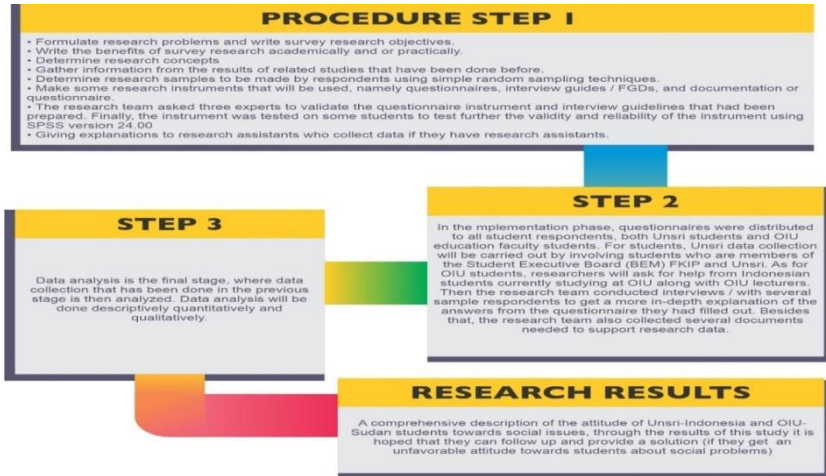 PROCEDURE STEP 1
• Formulate research problems and write survey research objectives.
• Write the benefits of survey research academically and or practically.
• Determine research concepts
• Gather information from the results of related studies that have been done before.
• Determine research samples to be made by respondents using simple random sampling techniques.
• Make some research instruments that will be used, namely questionnaires, interview guides / FGDs, and documentation or
questionnaire.
• The research team asked three experts to validate the questionnaire instrument and interview guidelines that had been
prepared. Finally, the instrument was tested on some students to test further the validity and reliability of the instrument using
SPSS version 24.00
• Giving explanations to research assistants who collect data if they have research assistants.
STEP 2
In the mplementation phase, questionnaires were distributed
to all student respondents, both Unsri students and OIU
education faculty students. For students, Unsri data collection
will be carried out by involving students who are members of
the Student Executive Board (BEM) FKIP and Unsri. As for
OIU students, researchers will ask for help from Indonesian
students currently studying at OIU along with OIU lecturers.
Then the research team conducted interviews / with several
sample respondents to get a more in-depth explanation of the
answers from the questionnaire they had filled out. Besides
that, the research team also collected several documents
needed to support research data.
STEP 3
Data analysis is the final stage, where data
collection that has been done in the previous
stage is then analyzed. Data analysis will be
done descriptively quantitatively and
qualitatively.
RESEARCH RESULTS
A comprehensive description of the attitude of Unsri-Indonesia and OIU-
Sudan students towards social issues, through the results of this study it is
hoped that they can follow up and provide a solution (if they get an
unfavorable attitude towards students about social problems)